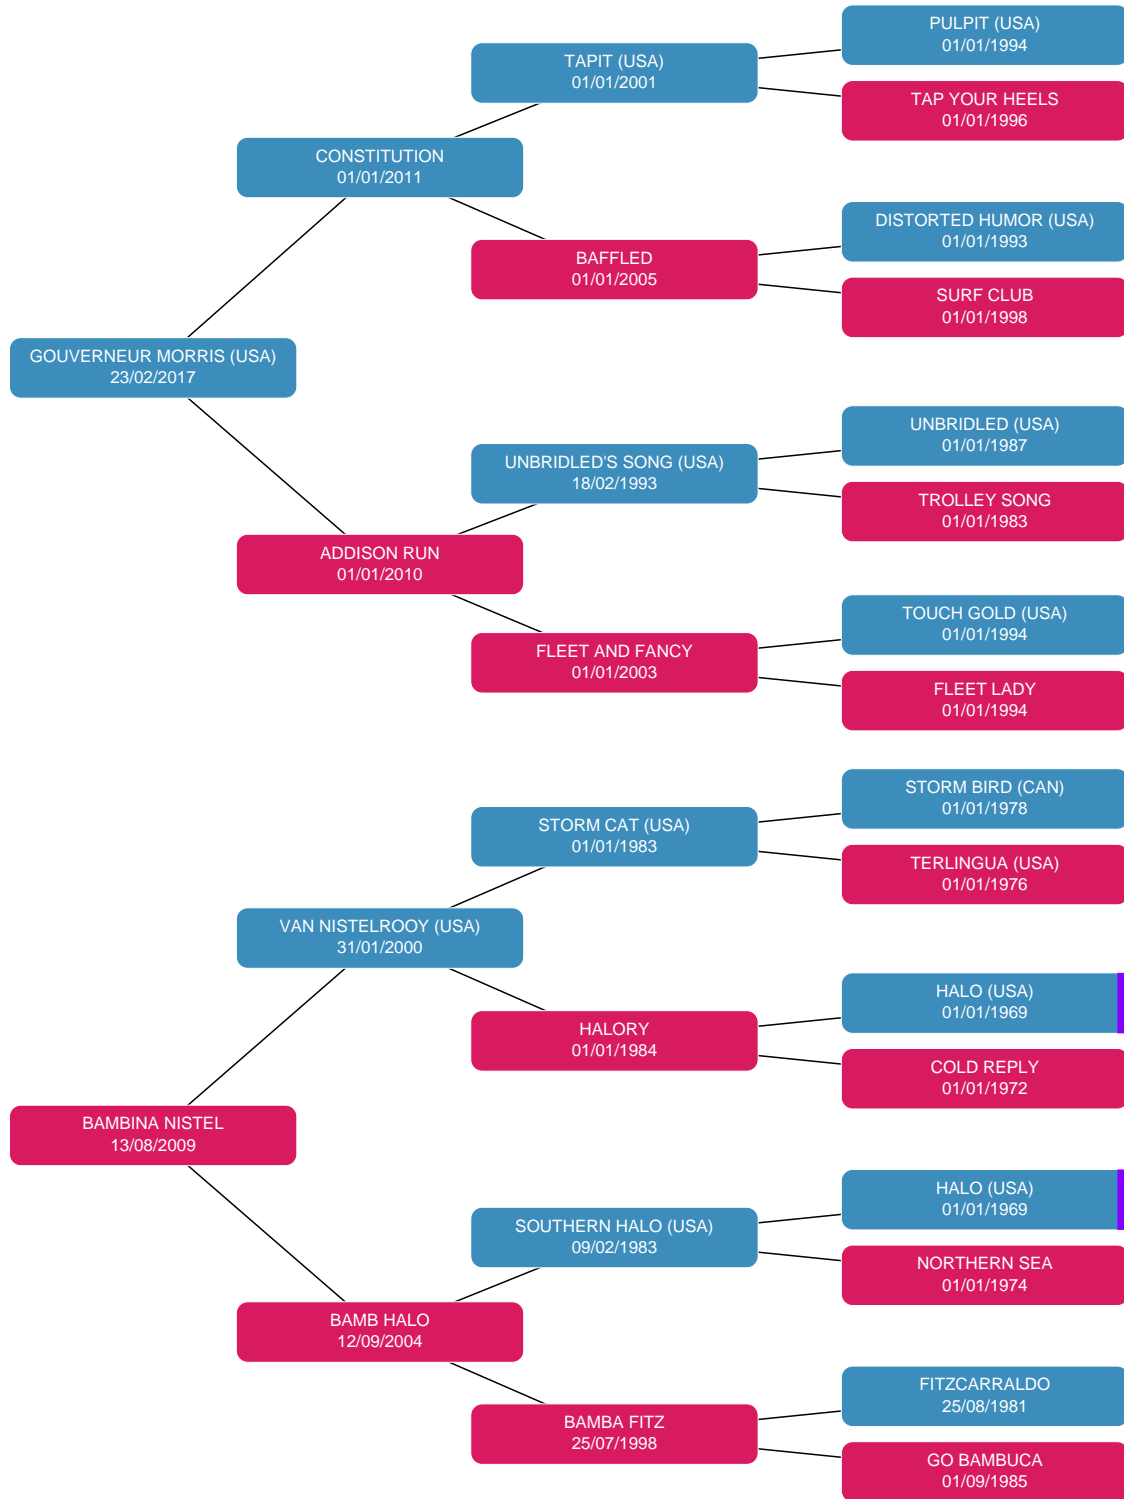 PULPIT (USA)
01/01/1994
TAPIT (USA)
01/01/2001
TAP YOUR HEELS
01/01/1996
CONSTITUTION
01/01/2011
DISTORTED HUMOR (USA)
01/01/1993
BAFFLED
01/01/2005
SURF CLUB
01/01/1998
GOUVERNEUR MORRIS (USA)
23/02/2017
UNBRIDLED (USA)
01/01/1987
UNBRIDLED'S SONG (USA)
18/02/1993
TROLLEY SONG
01/01/1983
ADDISON RUN
01/01/2010
TOUCH GOLD (USA)
01/01/1994
FLEET AND FANCY
01/01/2003
FLEET LADY
01/01/1994
STORM BIRD (CAN)
01/01/1978
STORM CAT (USA)
01/01/1983
TERLINGUA (USA)
01/01/1976
VAN NISTELROOY (USA)
31/01/2000
HALO (USA)
01/01/1969
HALORY
01/01/1984
COLD REPLY
01/01/1972
BAMBINA NISTEL
13/08/2009
HALO (USA)
01/01/1969
SOUTHERN HALO (USA)
09/02/1983
NORTHERN SEA
01/01/1974
BAMB HALO
12/09/2004
FITZCARRALDO
25/08/1981
BAMBA FITZ
25/07/1998
GO BAMBUCA
01/09/1985